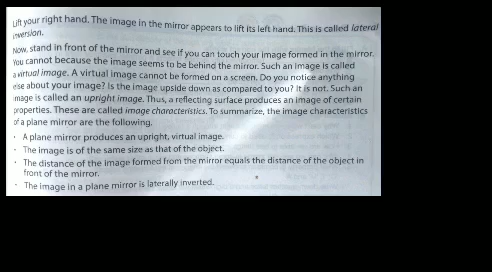 Lift your right hand. The image in the mirror appears to lift its left hand. This is called lateral
inversion.
Now, stand in front of the mirror and see if you can touch your image formed in the mirror.
You cannot because the image seems to be behind the mirror. Such an image is called
a virtual image. A virtual image cannot be formed on a screen. Do you notice anything
else about your image? Is the image upside down as compared to you? It is not. Such an
image is called an upright image. Thus, a reflecting surface produces an image of certain
properties. These are called image characteristics. To summarize, the image characteristics
of a plane mirror are the following.
· A plane mirror produces an upright, virtual image.
· The image is of the same size as that of the object.
· The distance of the image formed from the mirror equals the distance of the object in
front of the mirror.
· The image in a plane mirror is laterally inverted.